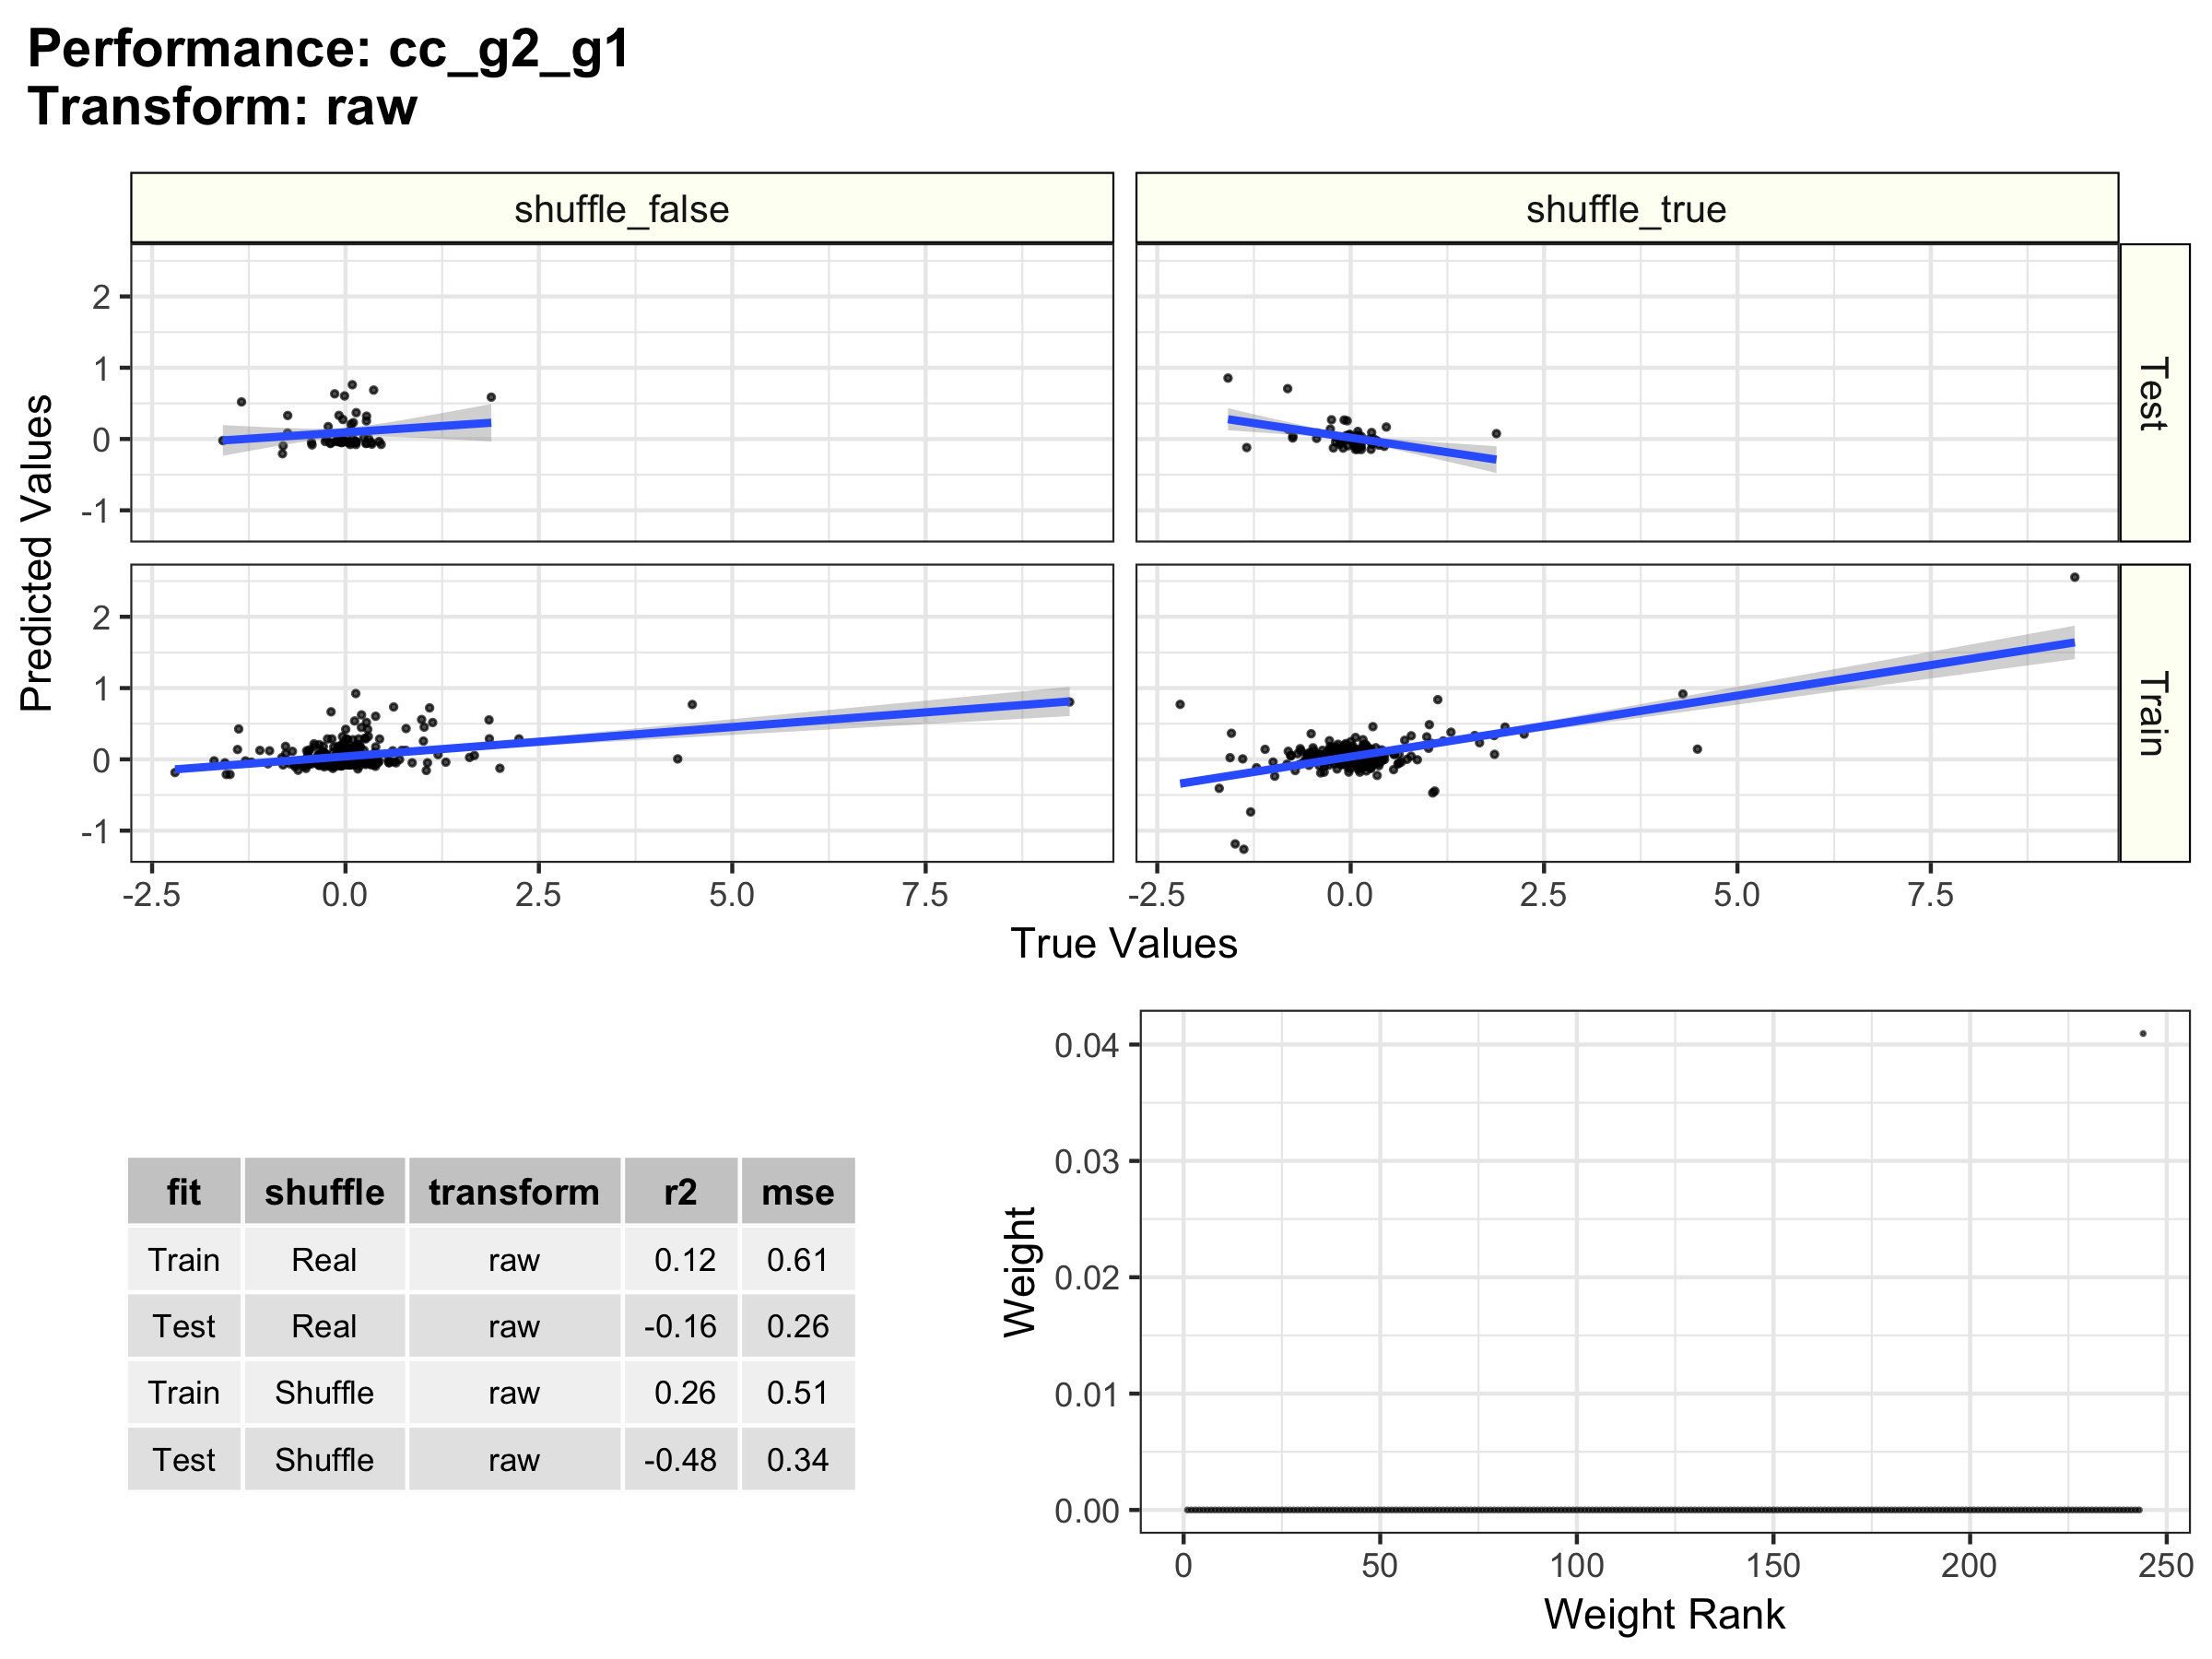 Performance: cc_g2_g1
Transform: raw
shuffle_false
shuffle_true
2
1
0
-1
Test
Predicted Values
2
1
0
-1
Train
-2.5 0.0 2.5 5.0 7.5
-2.5 0.0 2.5 5.0 7.5
True Values
fit shuffle transform r2 mse
Train Real raw 0.12 0.61
Test Real raw -0.16 0.26
Train Shuffle raw 0.26 0.51
Test Shuffle raw -0.48 0.34
0.04
0.03
0.02
0.01
0.00
Weight
0 50 100 150 200 250
Weight Rank